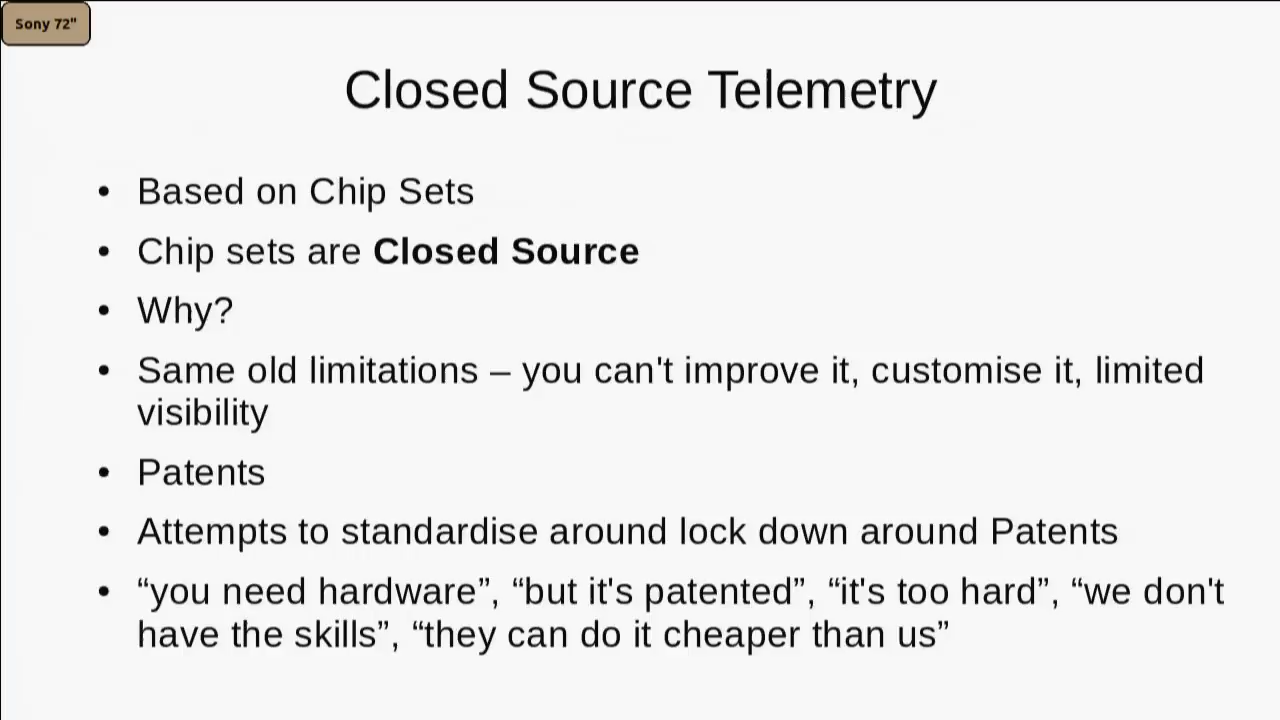 Sony 72"
Closed Source Telemetry
• Based on Chip Sets
• Chip sets are Closed Source
• Why?
• Same old limitations – you can't improve it, customise it, limited
visibility
• Patents
• Attempts to standardise around lock down around Patents
• “you need hardware”, “but it's patented”, “it's too hard”, “we don't
have the skills”, “they can do it cheaper than us”